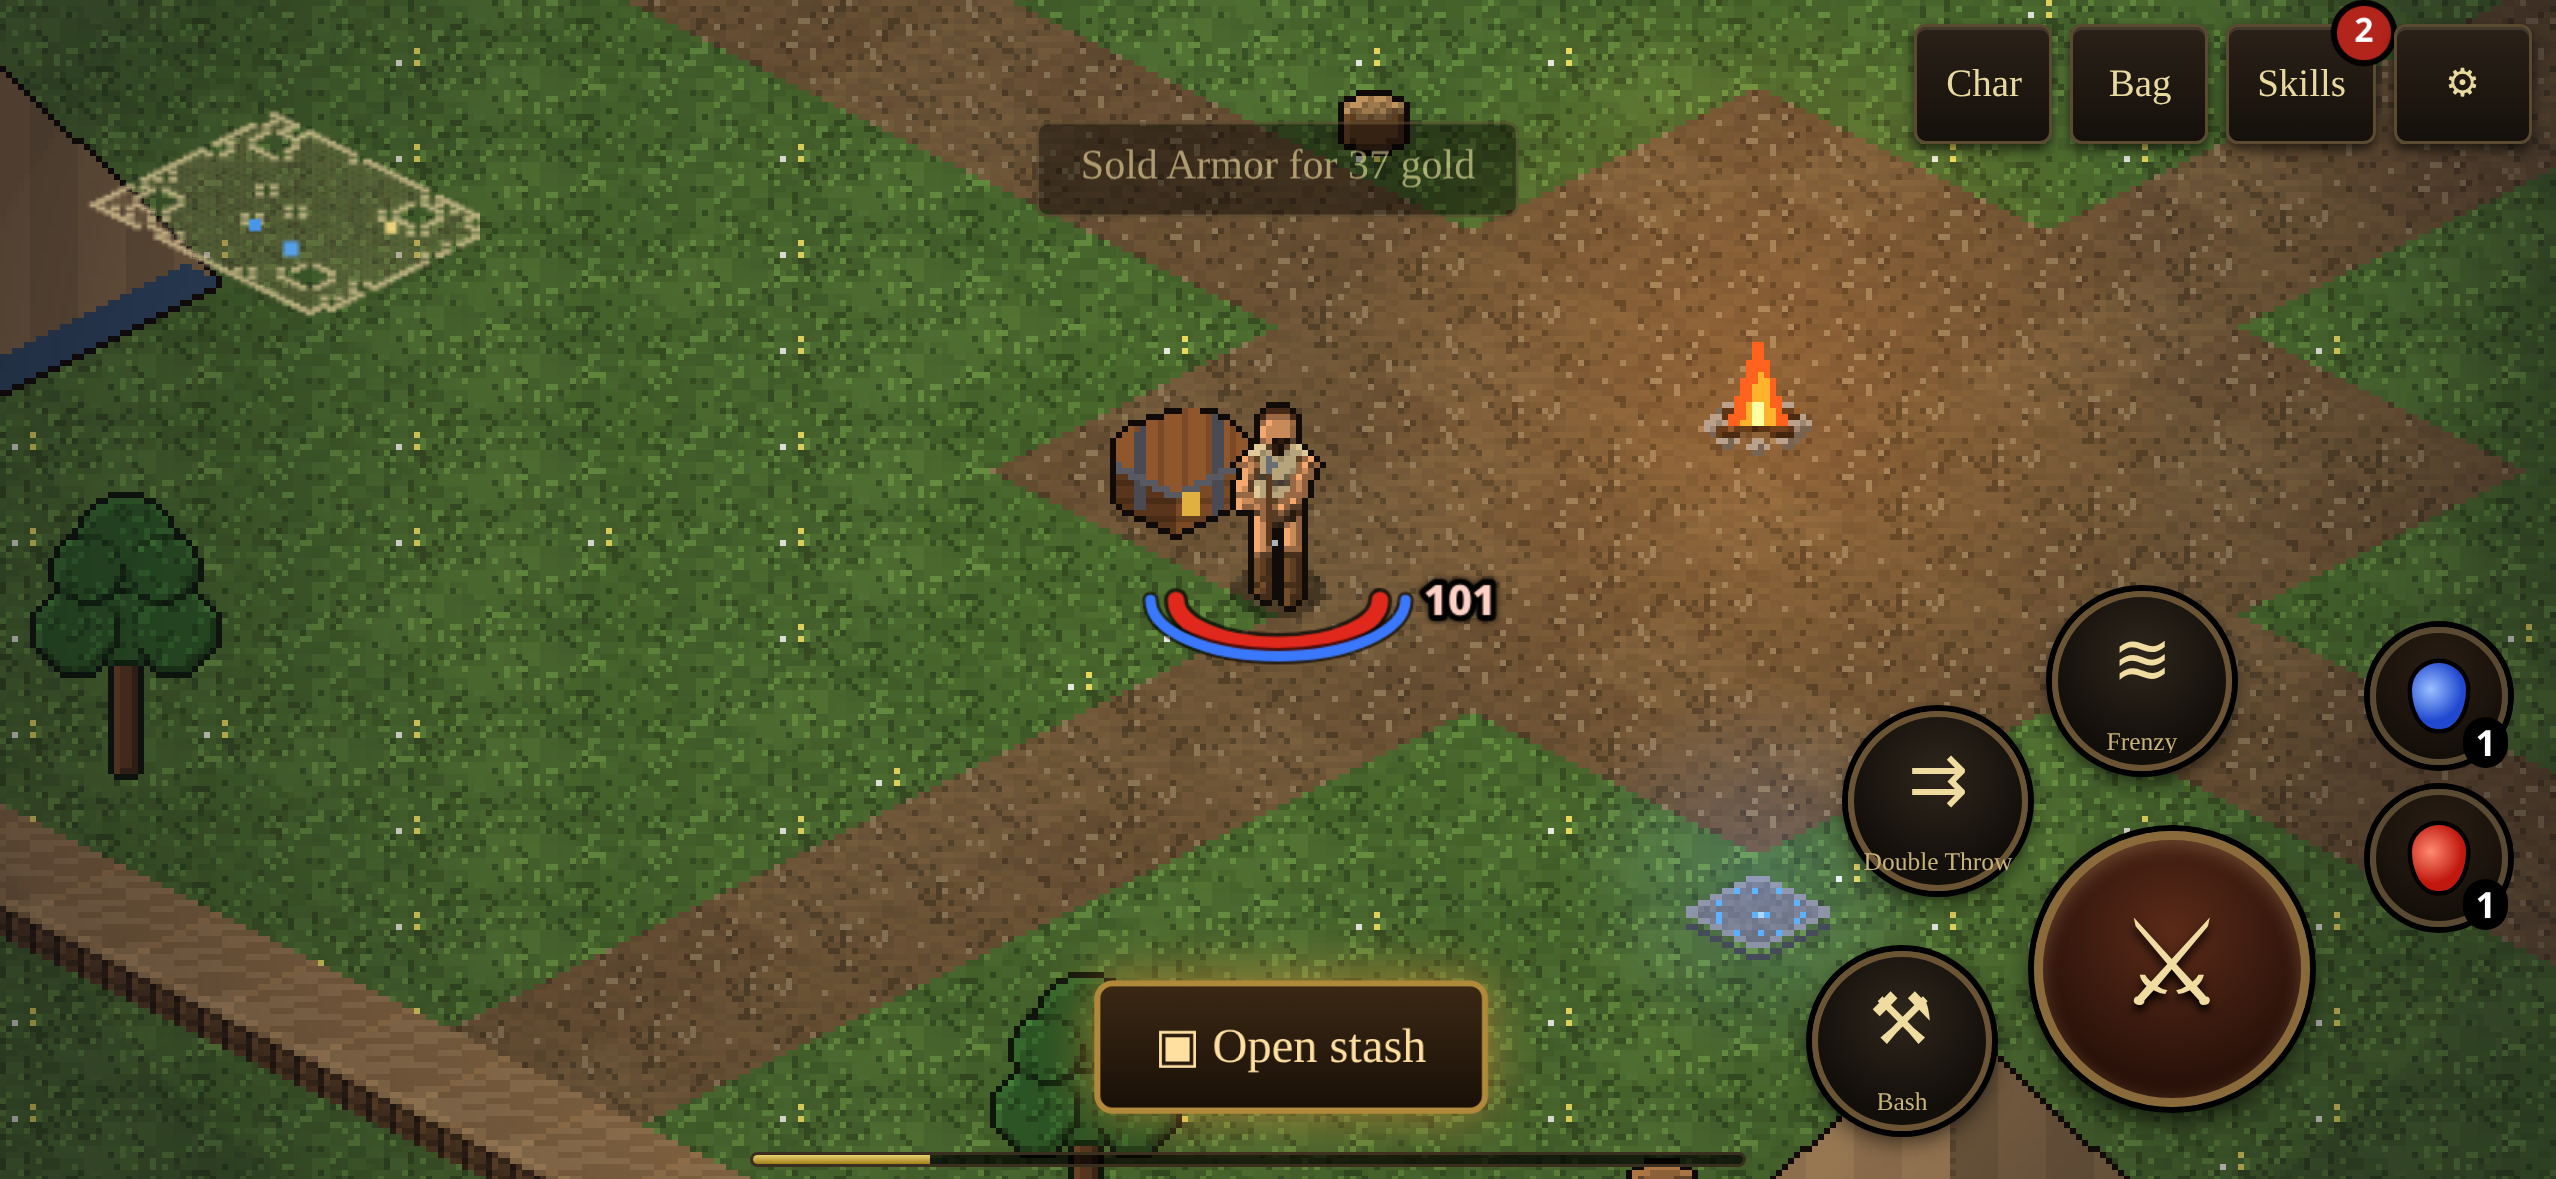 2
Char
Bag
Skills
Sold Armor for 37 gold
101
Frenzy
1
Double Throw
1
Open stash
Bash